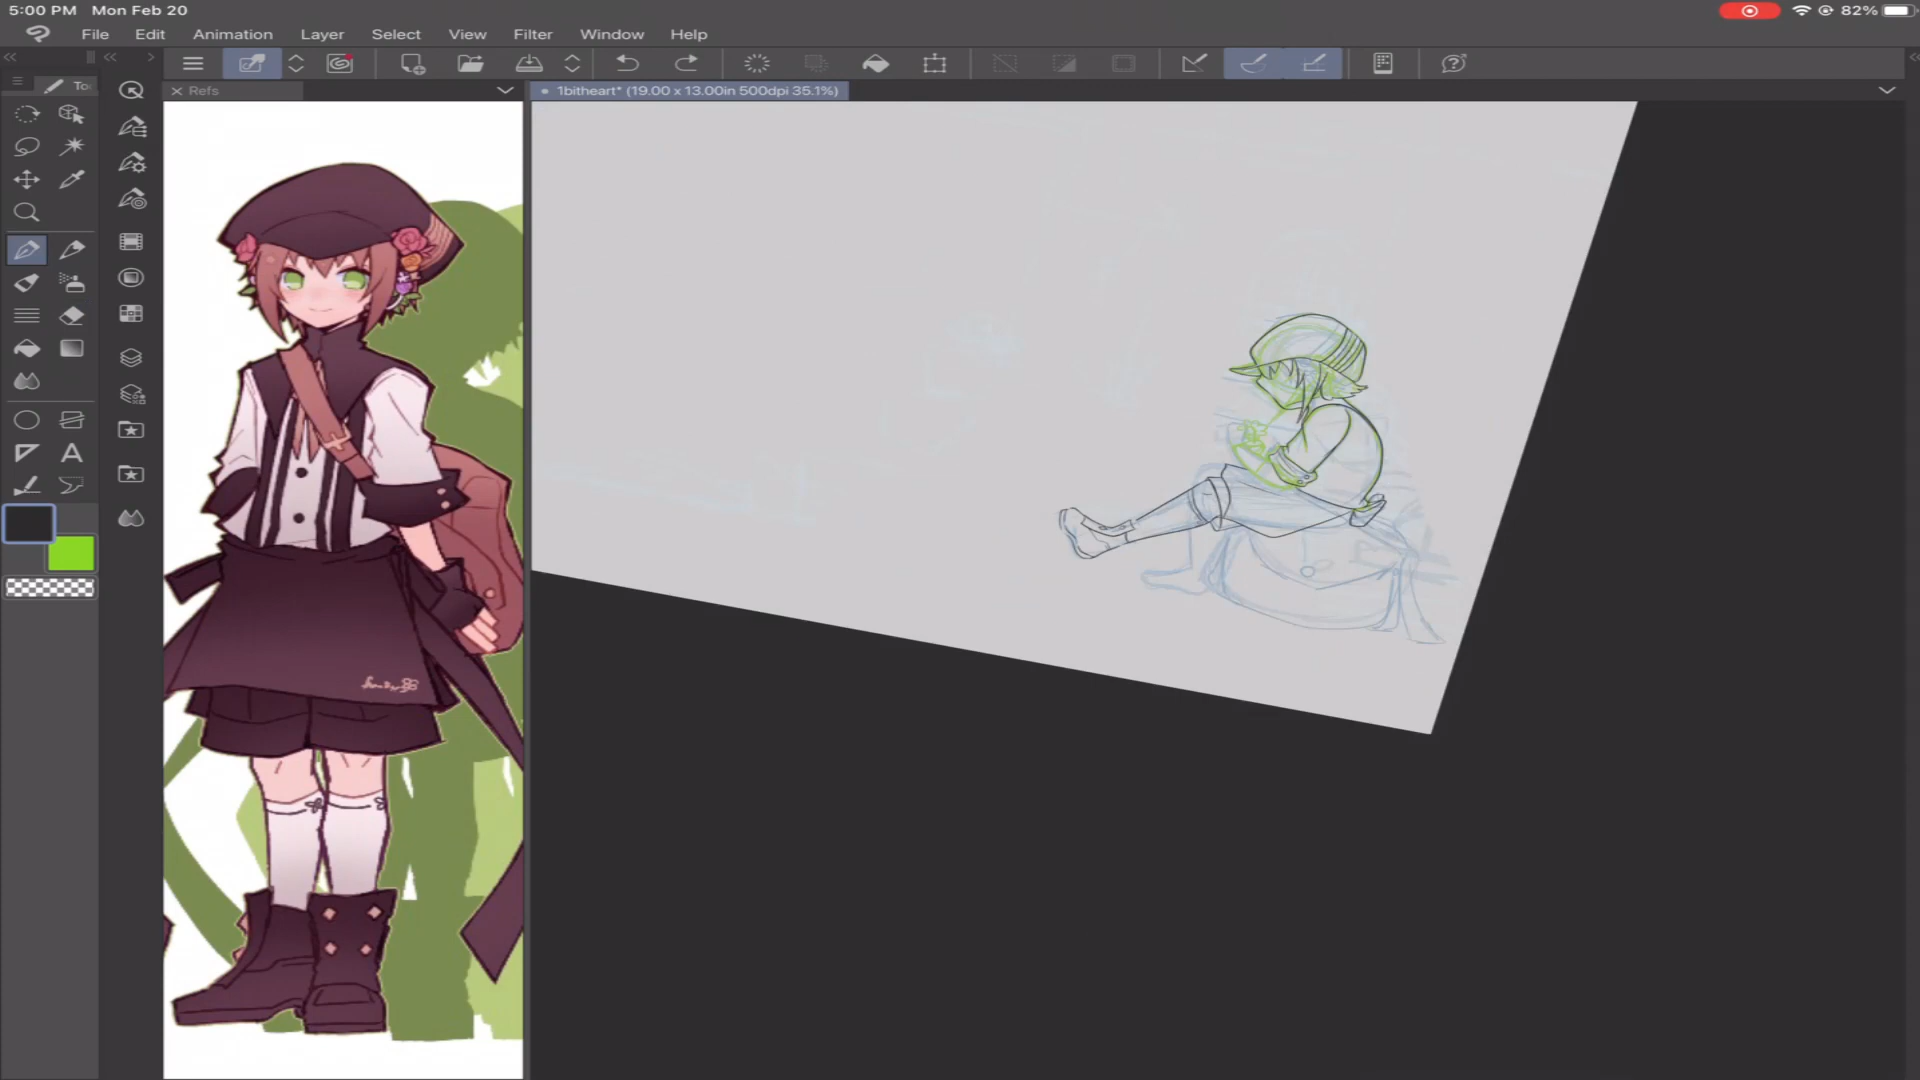 5:00 PM Mon Feb 20
82%
File Edit Animation Layer Select View Filter Window Help
To
Refs
1bitheart* (19.00 x 13.00in 500dpi 35.1%)
A